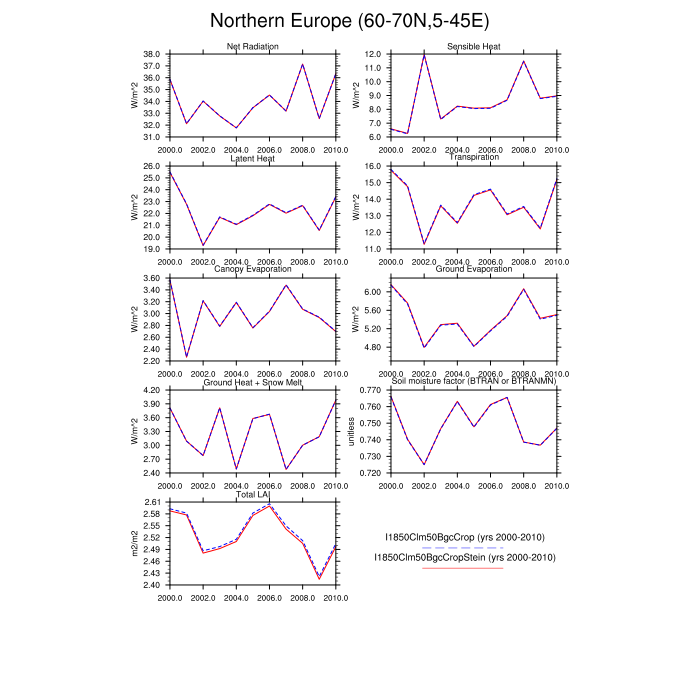 Northern Europe (60-70N,5-45E)
Net Radiation
W/m^2
38.0
37.0
36.0
35.0
34.0
33.0
32.0
31.0
2000.0 2002.0 2004.0 2006.0 2008.0 2010.0
Sensible Heat
W/m^2
12.0
11.0
10.0
9.0
8.0
7.0
6.0
2000.0 2002.0 2004.0 2006.0 2008.0 2010.0
Latent Heat
W/m^2
26.0
25.0
24.0
23.0
22.0
21.0
20.0
19.0
2000.0 2002.0 2004.0 2006.0 2008.0 2010.0
Transpiration
W/m^2
16.0
15.0
14.0
13.0
12.0
11.0
2000.0 2002.0 2004.0 2006.0 2008.0 2010.0
Canopy Evaporation
W/m^2
3.60
3.40
3.20
3.00
2.80
2.60
2.40
2.20
2000.0 2002.0 2004.0 2006.0 2008.0 2010.0
Ground Evaporation
W/m^2
6.00
5.60
5.20
4.80
2000.0 2002.0 2004.0 2006.0 2008.0 2010.0
Ground Heat + Snow Melt
W/m^2
4.20
3.90
3.60
3.30
3.00
2.70
2.40
2000.0 2002.0 2004.0 2006.0 2008.0 2010.0
Soil moisture factor (BTRAN or BTRANMN)
unitless
0.770
0.760
0.750
0.740
0.730
0.720
2000.0 2002.0 2004.0 2006.0 2008.0 2010.0
Total LAI
m2/m2
2.61
2.58
2.55
2.52
2.49
2.46
2.43
2.40
2000.0 2002.0 2004.0 2006.0 2008.0 2010.0
I1850Clm50BgcCrop (yrs 2000-2010)
I1850Clm50BgcCropStein (yrs 2000-2010)